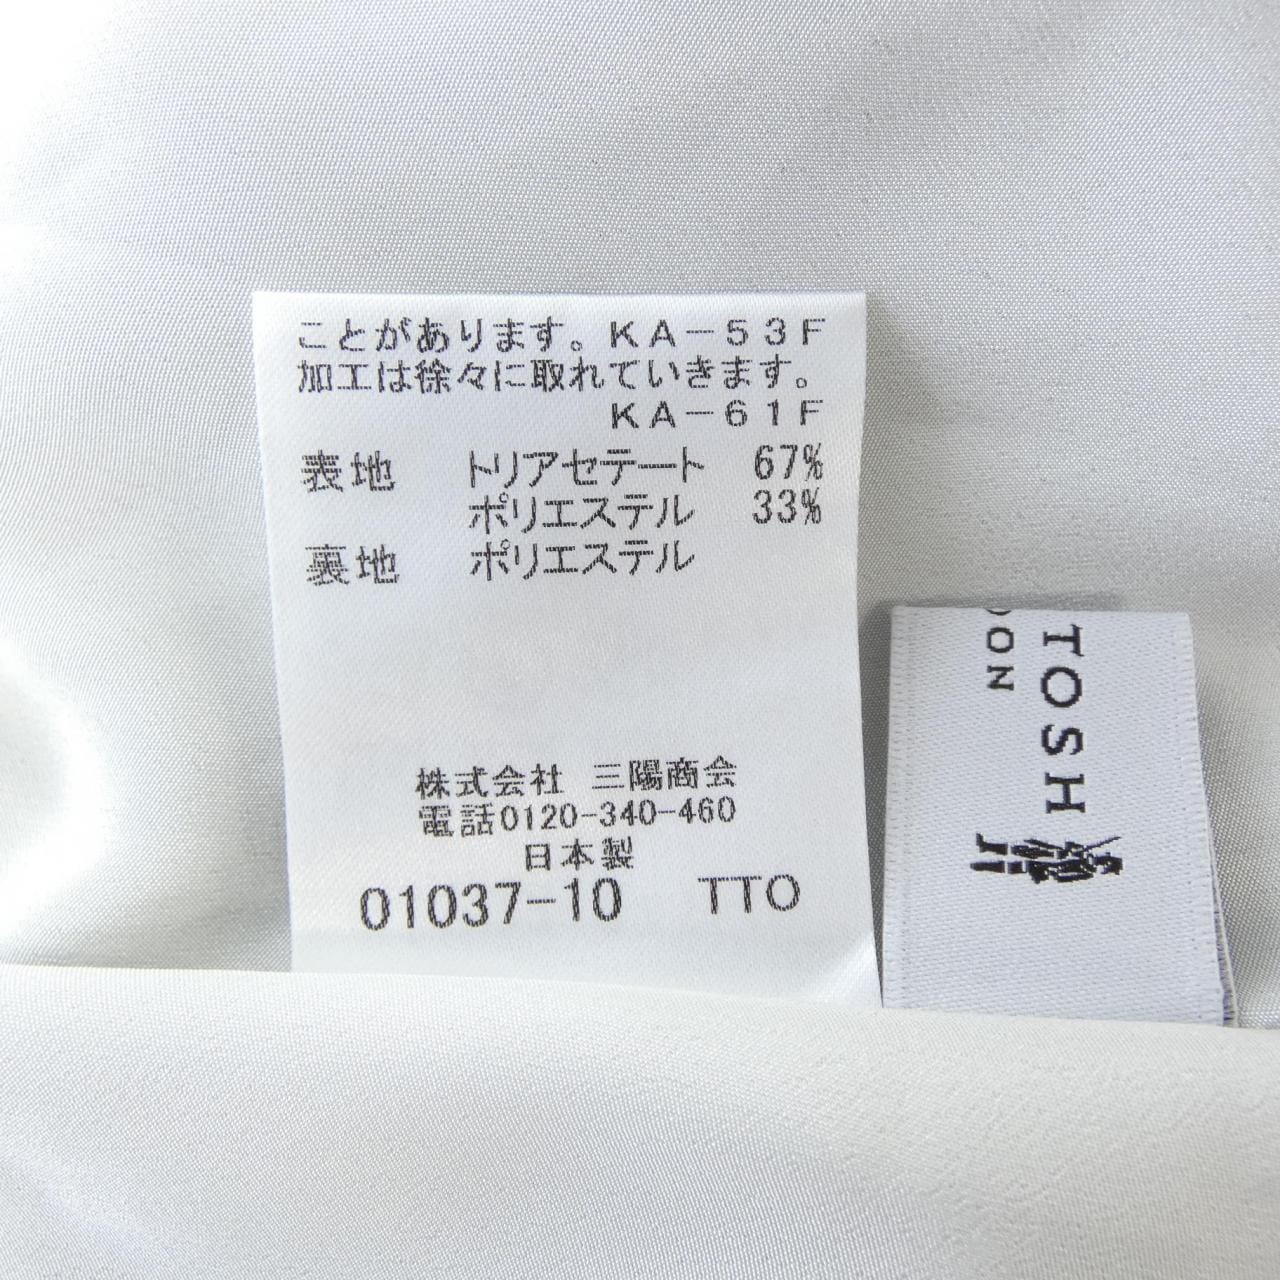 ことがあります。KA－53F
加工は徐々に取れていきます。
KA－61F
表地 トリアセテート 67%
ポリエステル 33%
裏地 ポリエステル
株式会社 三陽商会
電話0120-340-460
日本製
01037-10 TTO
TOSH
DON